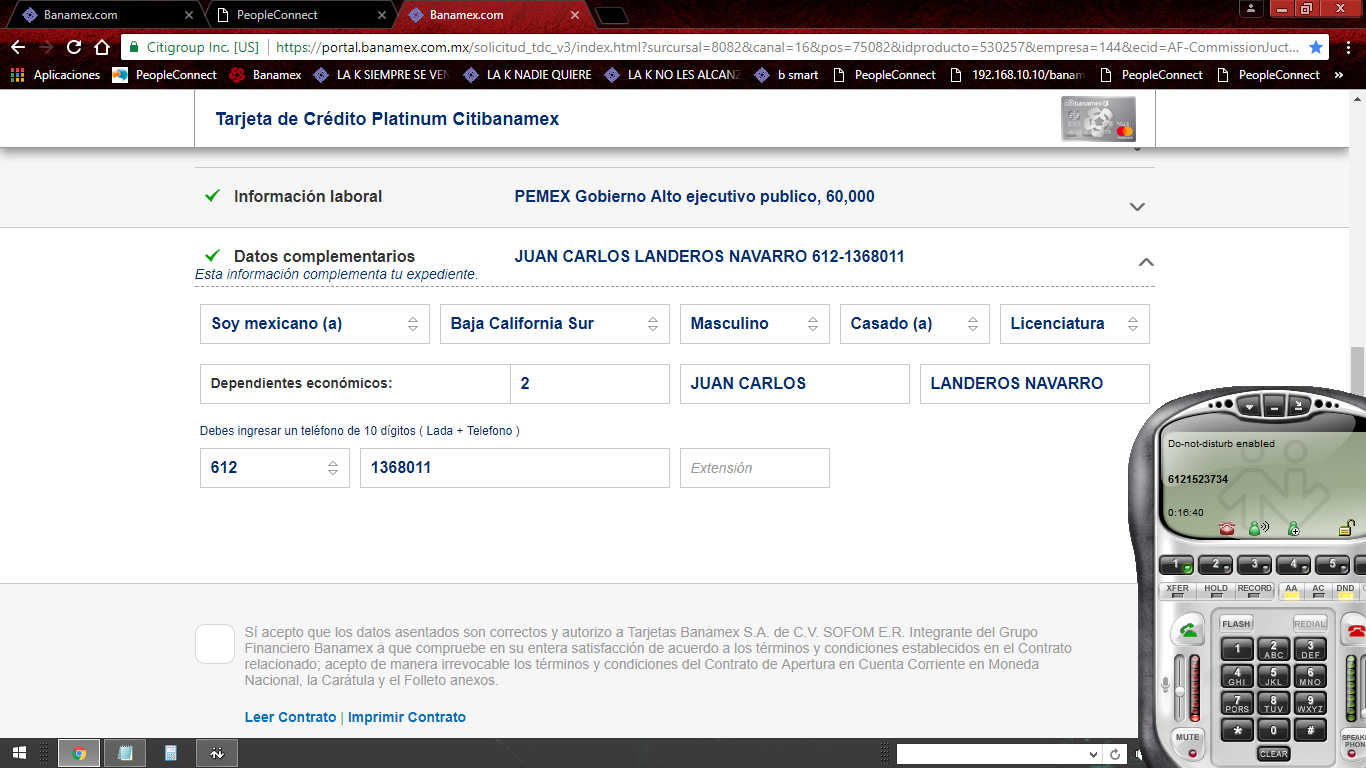 Banamex.com
PeopleConnect
Banamex.com
Citigroup Inc. [US]
https://portal.banamex.com.mx/solicitud_tdc_v3/index.html?surcursal=8082&canal=16&pos=75082&idproducto=530257&empresa=144&ecid=AF-CommissionJuct...
Aplicaciones
PeopleConnect
Banamex
LA K SIEMPRE SE VEN
LA K NADIE QUIERE
LA K NO LES ALCANZ
b smart
PeopleConnect
192.168.10.10/banam
PeopleConnect
PeopleConnect
»
Tarjeta de Crédito Platinum Citibanamex
citibanamex
Información laboral
PEMEX Gobierno Alto ejecutivo publico, 60,000
Datos complementarios
JUAN CARLOS LANDEROS NAVARRO 612-1368011
Esta información complementa tu expediente.
Soy mexicano (a)
Baja California Sur
Masculino
Casado (a)
Licenciatura
Dependientes económicos:
2
JUAN CARLOS
LANDEROS NAVARRO
Debes ingresar un teléfono de 10 dígitos ( Lada + Telefono )
612
1368011
Extensión
Sí acepto que los datos asentados son correctos y autorizo a Tarjetas Banamex S.A. de C.V. SOFOM E.R. Integrante del Grupo
Financiero Banamex a que compruebe en su entera satisfacción de acuerdo a los términos y condiciones establecidos en el Contrato
relacionado; acepto de manera irrevocable los términos y condiciones del Contrato de Apertura en Cuenta Corriente en Moneda
Nacional, la Carátula y el Folleto anexos.
Leer Contrato | Imprimir Contrato
Do-not-disturb enabled
6121523734
0:16:40
1 2 3 4 5
XFER HOLD RECORD AA AC DND
FLASH REDIAL
1 2 ABC 3 DEF
4 GHI 5 JKL 6 MNO
7 PQRS 8 TUV 9 WXYZ
* 0 #
MUTE
CLEAR
SPEAKE
PHON